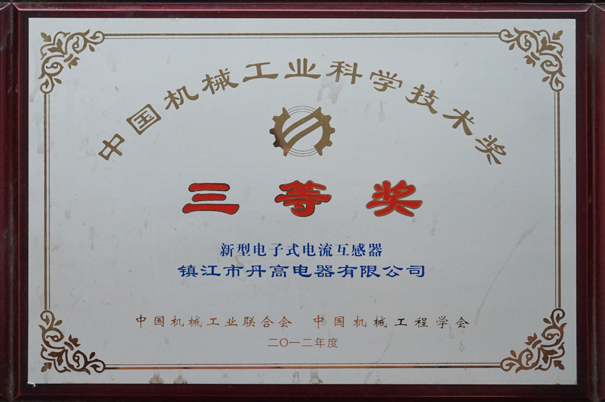 中国机械工业科学技术奖
三等奖
新型电子式电流互感器
镇江市丹高电器有限公司
中国机械工业联合会 中国机械工程学会
二〇一二年度